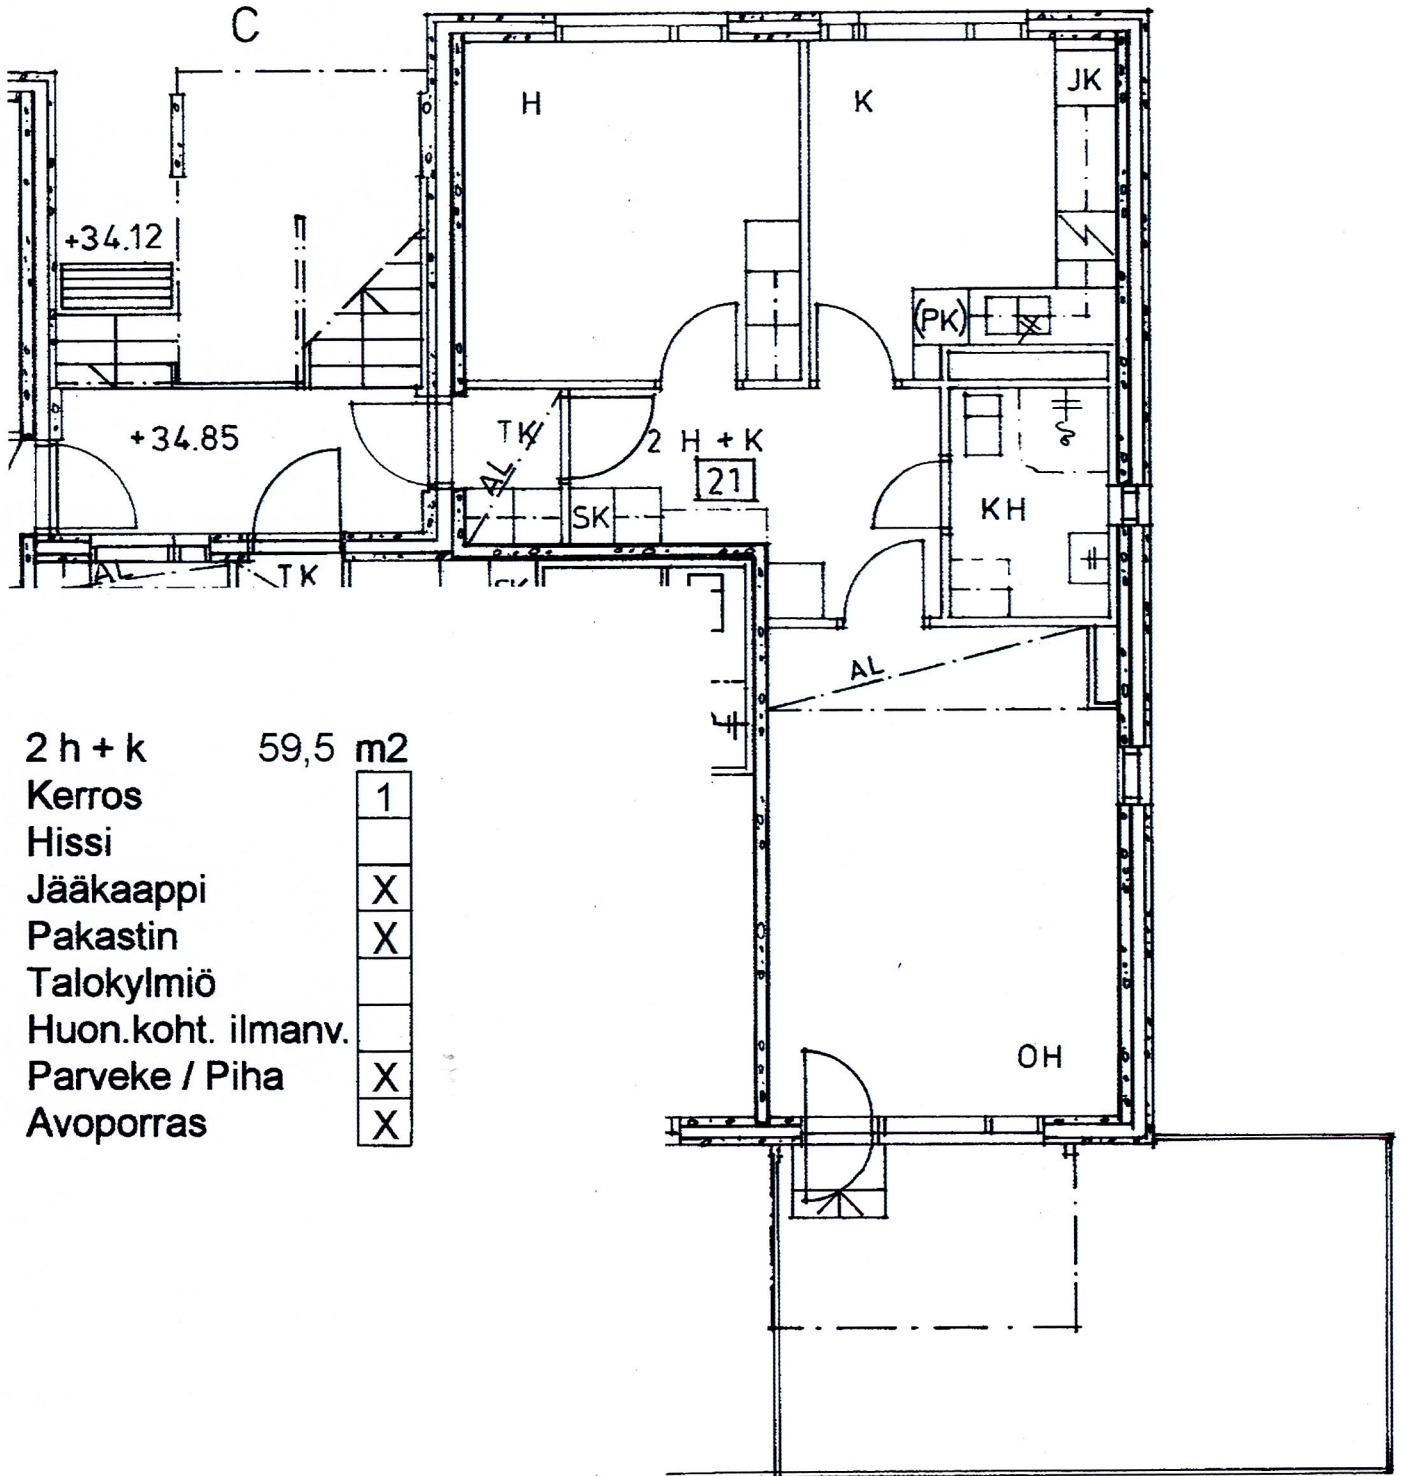 C
H
K
JK
+34.12
(PK)
+34.85
TK
2 H + K
AL
21
SK
KH
AL
TK
SK
AL
2 h + k 59,5 m2
Kerros 1
Hissi
Jääkaappi X
Pakastin X
Talokylmiö
Huon.koht. ilmanv.
Parveke / Piha X
Avoporras X
OH